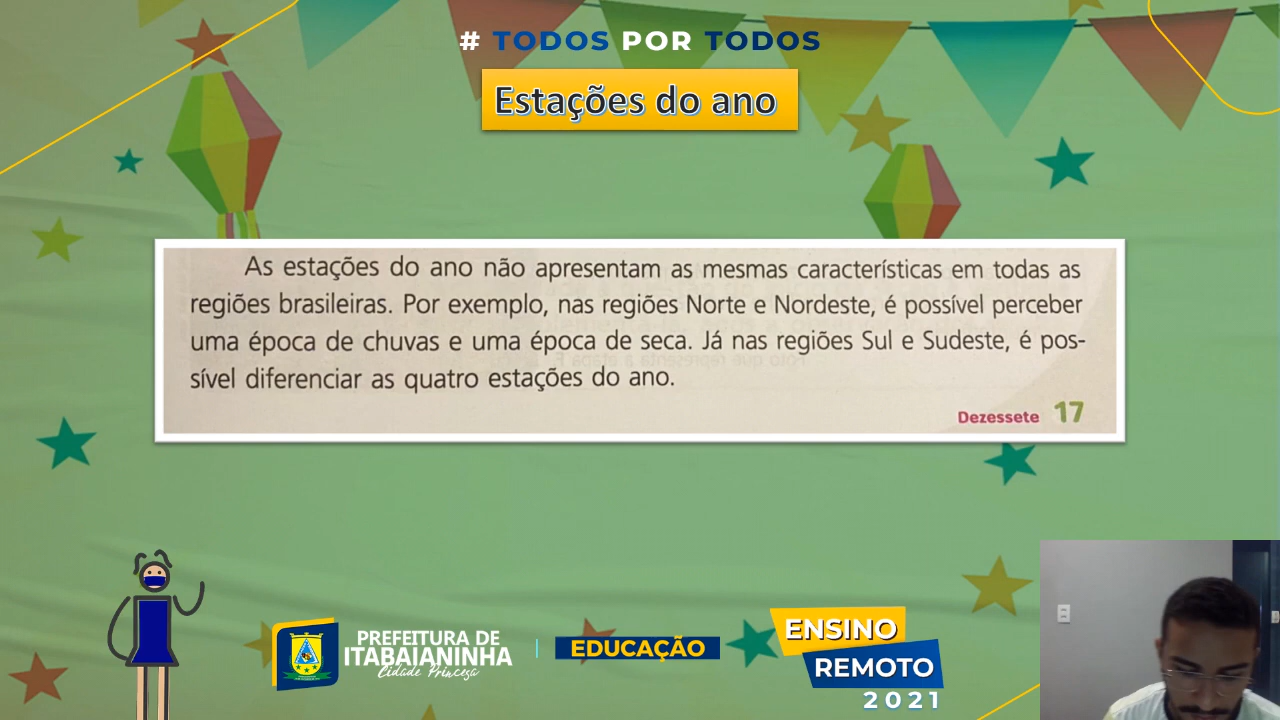 # TODOS POR TODOS
Estações do ano
As estações do ano não apresentam as mesmas características em todas as
regiões brasileiras. Por exemplo, nas regiões Norte e Nordeste, é possível perceber
uma época de chuvas e uma época de seca. Já nas regiões Sul e Sudeste, é pos-
sível diferenciar as quatro estações do ano.
Dezessete 17
PREFEITURA DE
ITABAIANINHA
Cidade Princesa
EDUCAÇÃO
ENSINO
REMOTO
2021